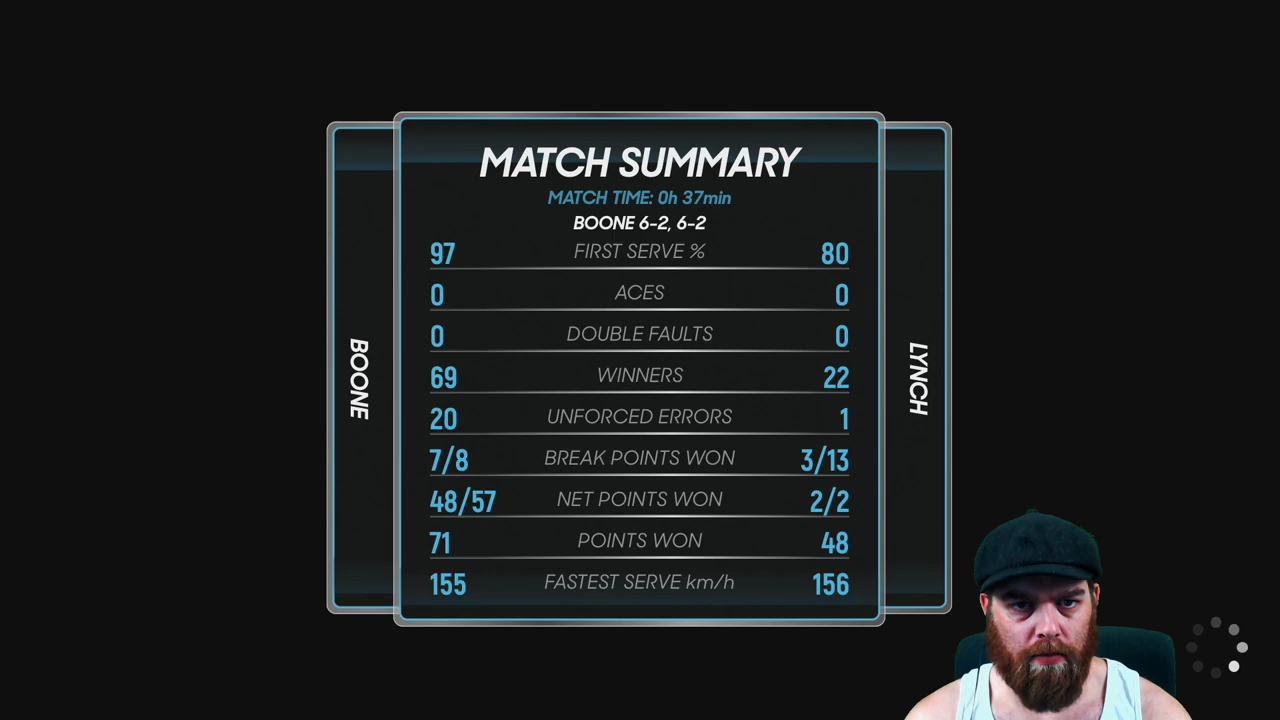 MATCH SUMMARY
MATCH TIME: 0h 37min
BOONE 6-2, 6-2
97 FIRST SERVE % 80
0 ACES 0
0 DOUBLE FAULTS 0
69 WINNERS 22
20 UNFORCED ERRORS 1
7/8 BREAK POINTS WON 3/13
48/57 NET POINTS WON 2/2
71 POINTS WON 48
155 FASTEST SERVE km/h 156
BOONE
LYNCH